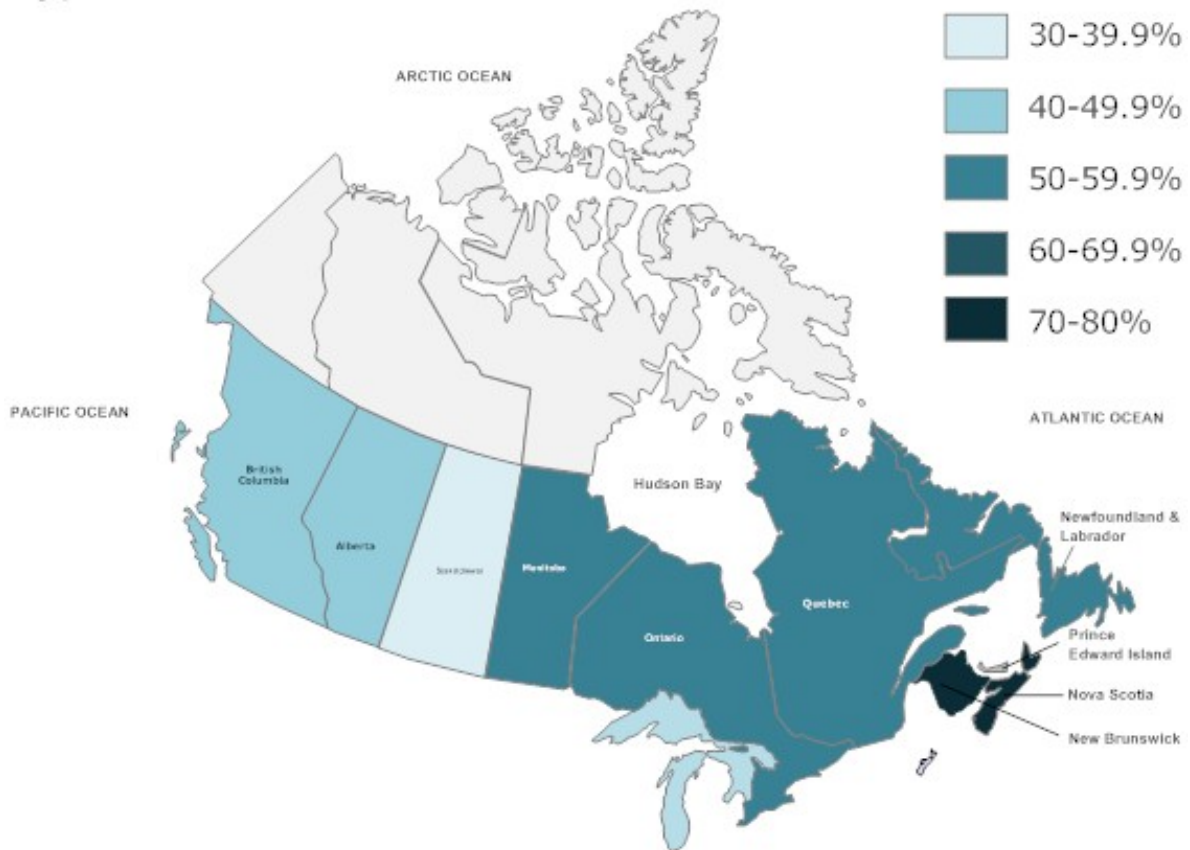 30-39.9%
ARCTIC OCEAN
40-49.9%
50-59.9%
60-69.9%
70-80%
PACIFIC OCEAN
ATLANTIC OCEAN
British
Columbia
Hudson Bay
Newfoundland &
Labrador
Alberta
Saskatchewan
Manitoba
Quebec
Ontario
Prince
Edward Island
Nova Scotia
New Brunswick